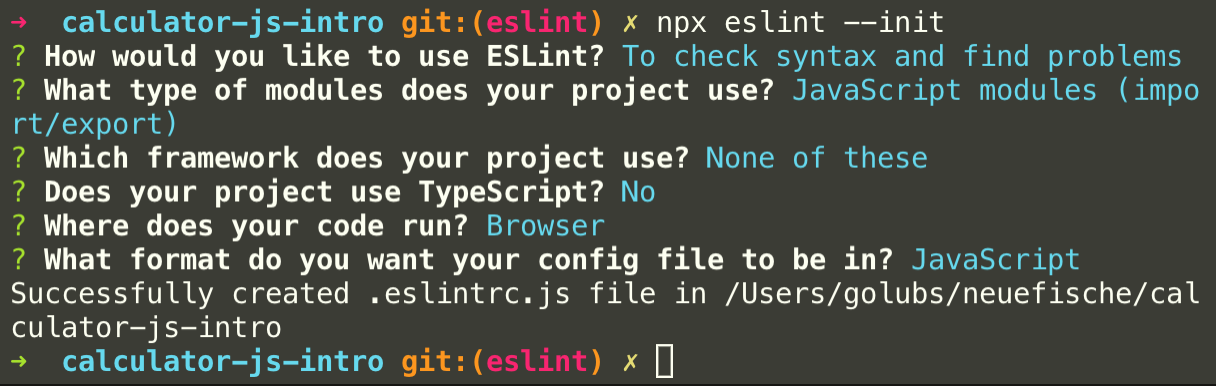 ➜  calculator-js-intro git:(eslint) ✗ npx eslint --init
? How would you like to use ESLint? To check syntax and find problems
? What type of modules does your project use? JavaScript modules (impo
rt/export)
? Which framework does your project use? None of these
? Does your project use TypeScript? No
? Where does your code run? Browser
? What format do you want your config file to be in? JavaScript
Successfully created .eslintrc.js file in /Users/golubs/neuefische/cal
culator-js-intro
➜  calculator-js-intro git:(eslint) ✗